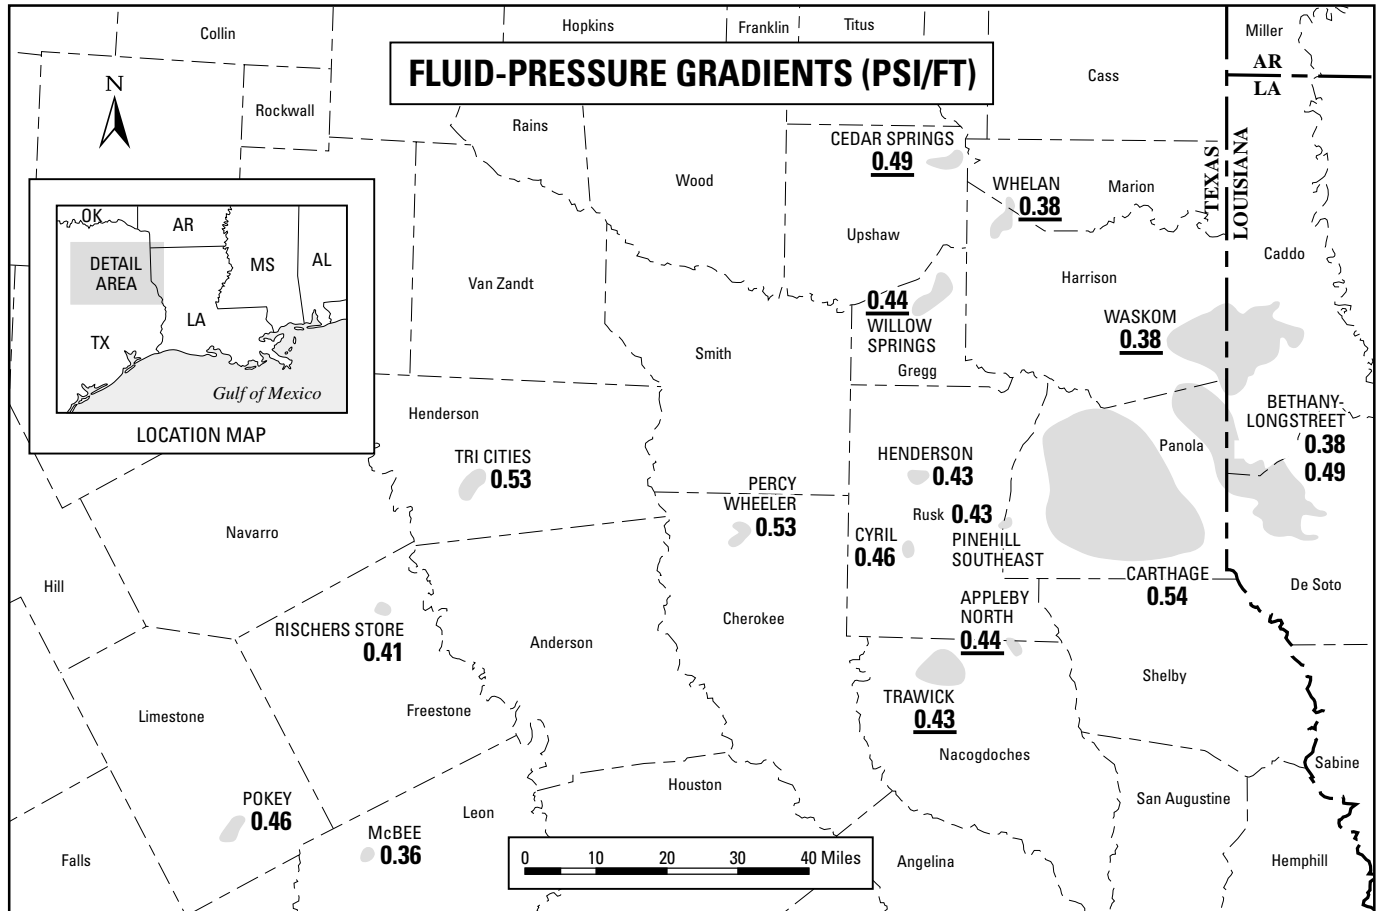 Collin
Hopkins
Franklin
Titus
Miller
FLUID-PRESSURE GRADIENTS (PSI/FT)
Cass
AR
LA
N
Rockwall
Rains
CEDAR SPRINGS
0.49
Wood
WHELAN
0.38
Marion
TEXAS
LOUISIANA
OK
AR
MS
AL
DETAIL
AREA
LA
TX
Gulf of Mexico
LOCATION MAP
Upshaw
Caddo
Van Zandt
Harrison
0.44
WILLOW
SPRINGS
WASKOM
0.38
Smith
Gregg
Henderson
BETHANY-
LONGSTREET
0.38
0.49
TRI CITIES
0.53
HENDERSON
0.43
Panola
PERCY
WHEELER
0.53
Rusk
0.43
PINEHILL
SOUTHEAST
CYRIL
0.46
Navarro
Hill
CARTHAGE
0.54
De Soto
APPLEBY
NORTH
0.44
RISCHERS STORE
0.41
Anderson
Cherokee
Shelby
TRAWICK
0.43
Limestone
Freestone
Nacogdoches
Sabine
Houston
San Augustine
POKEY
0.46
Leon
McBEE
0.36
0 10 20 30 40 Miles
Falls
Angelina
Hemphill